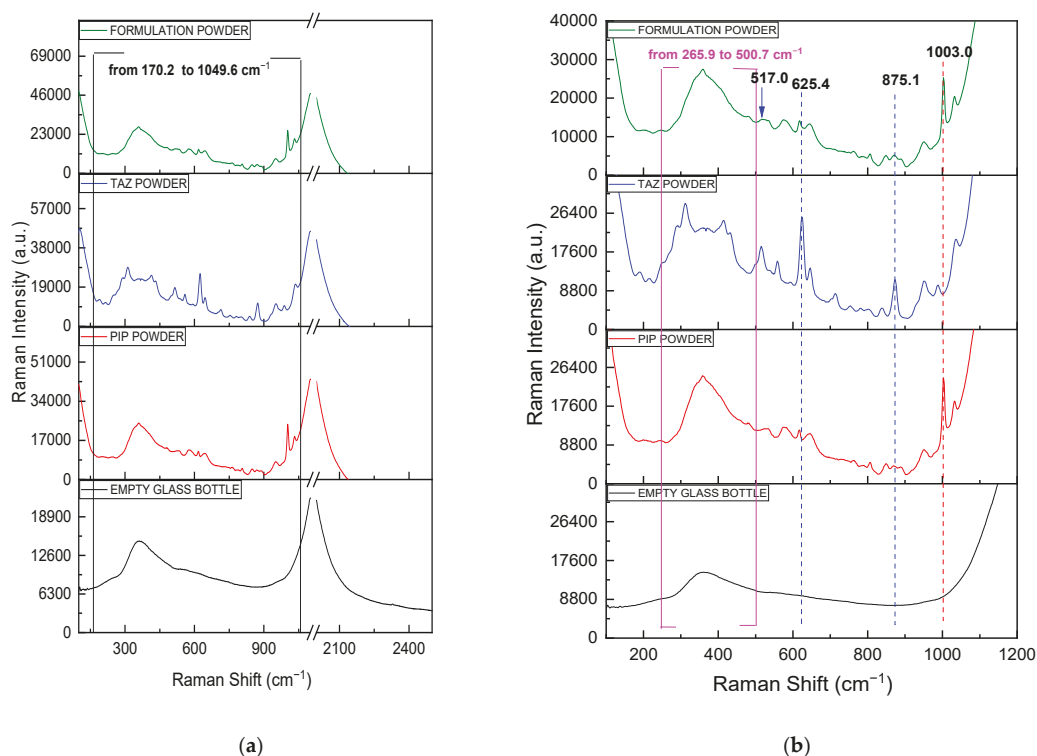 FORMULATION POWDER
69000
46000
23000
0
from 170.2 to 1049.6 cm⁻¹
TAZ POWDER
57000
38000
19000
0
PIP POWDER
51000
34000
17000
0
EMPTY GLASS BOTTLE
18900
12600
6300
0
300 600 900 2100 2400
Raman Intensity (a.u.)
Raman Shift (cm⁻¹)
(a)
40000
30000
20000
10000
0
FORMULATION POWDER
from 265.9 to 500.7 cm⁻¹
517.0 625.4 875.1 1003.0
TAZ POWDER
26400
17600
8800
0
PIP POWDER
26400
17600
8800
0
EMPTY GLASS BOTTLE
26400
17600
8800
0
200 400 600 800 1000 1200
Raman Intensity (a.u.)
Raman Shift (cm⁻¹)
(b)